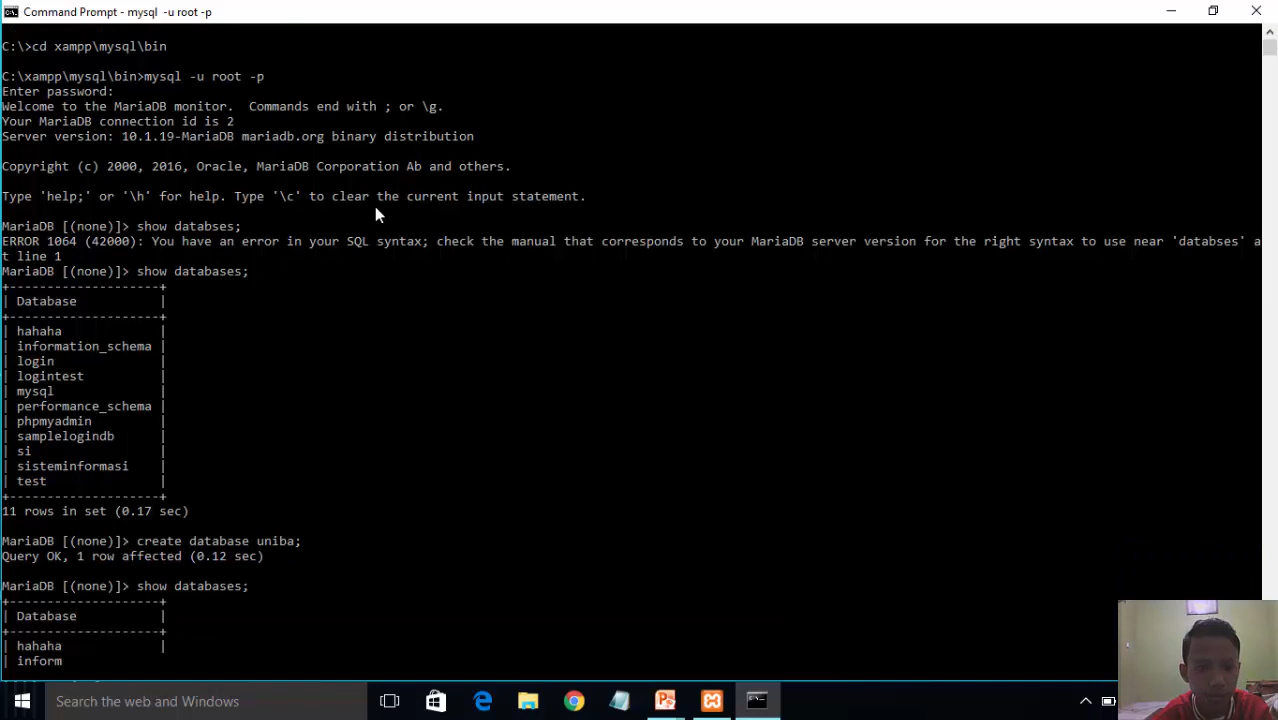 Command Prompt - mysql  -u root -p
C:\>cd xampp\mysql\bin
C:\xampp\mysql\bin>mysql -u root -p
Enter password:
Welcome to the MariaDB monitor.  Commands end with ; or \g.
Your MariaDB connection id is 2
Server version: 10.1.19-MariaDB mariadb.org binary distribution
Copyright (c) 2000, 2016, Oracle, MariaDB Corporation Ab and others.
Type 'help;' or '\h' for help. Type '\c' to clear the current input statement.
MariaDB [(none)]> show databses;
ERROR 1064 (42000): You have an error in your SQL syntax; check the manual that corresponds to your MariaDB server version for the right syntax to use near 'databses' a
t line 1
MariaDB [(none)]> show databases;
+--------------------+
| Database           |
+--------------------+
| hahaha             |
| information_schema |
| login              |
| logintest          |
| mysql              |
| performance_schema |
| phpmyadmin         |
| samplelogindb      |
| si                 |
| sisteminformasi    |
| test               |
+--------------------+
11 rows in set (0.17 sec)
MariaDB [(none)]> create database uniba;
Query OK, 1 row affected (0.12 sec)
MariaDB [(none)]> show databases;
+--------------------+
| Database           |
+--------------------+
| hahaha             |
| inform
Search the web and Windows